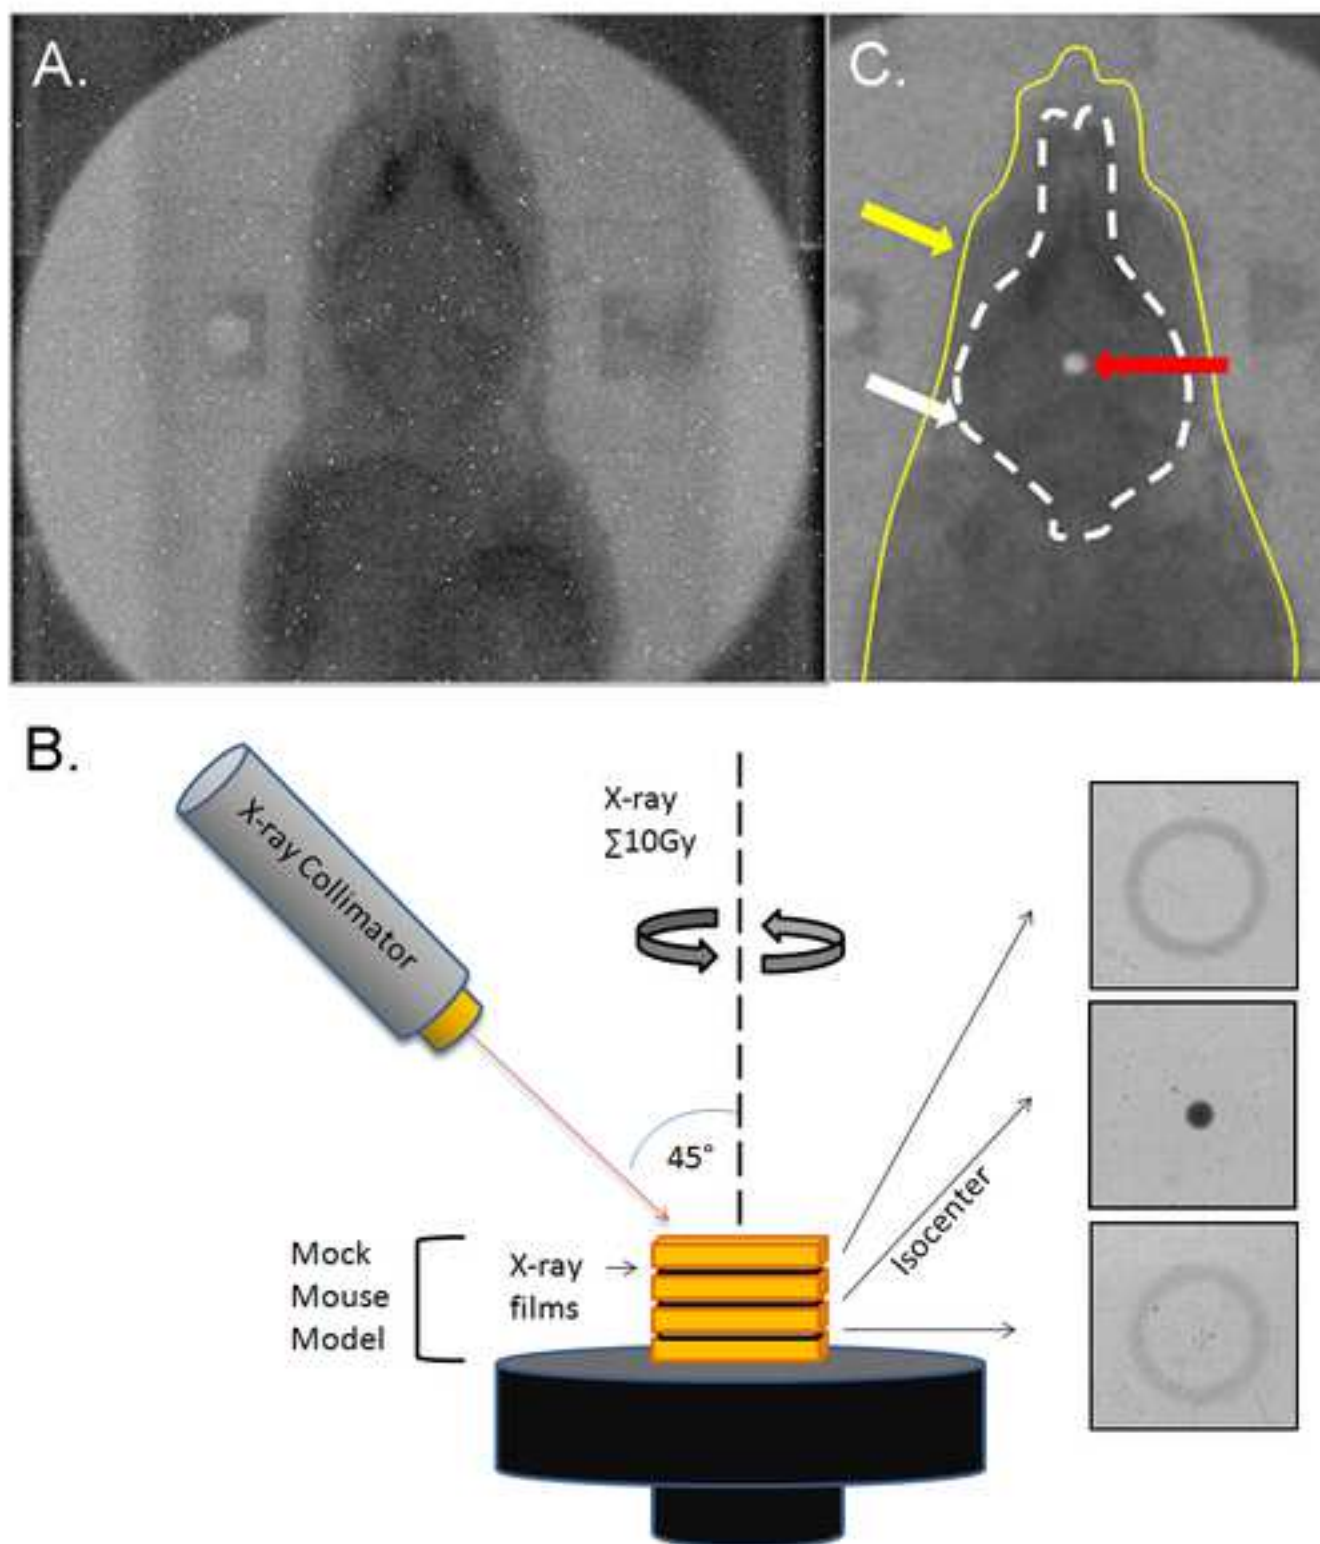 A.
C.
B.
X-ray Collimator
X-ray
∑10Gy
45°
Isocenter
Mock
Mouse
Model
X-ray
films